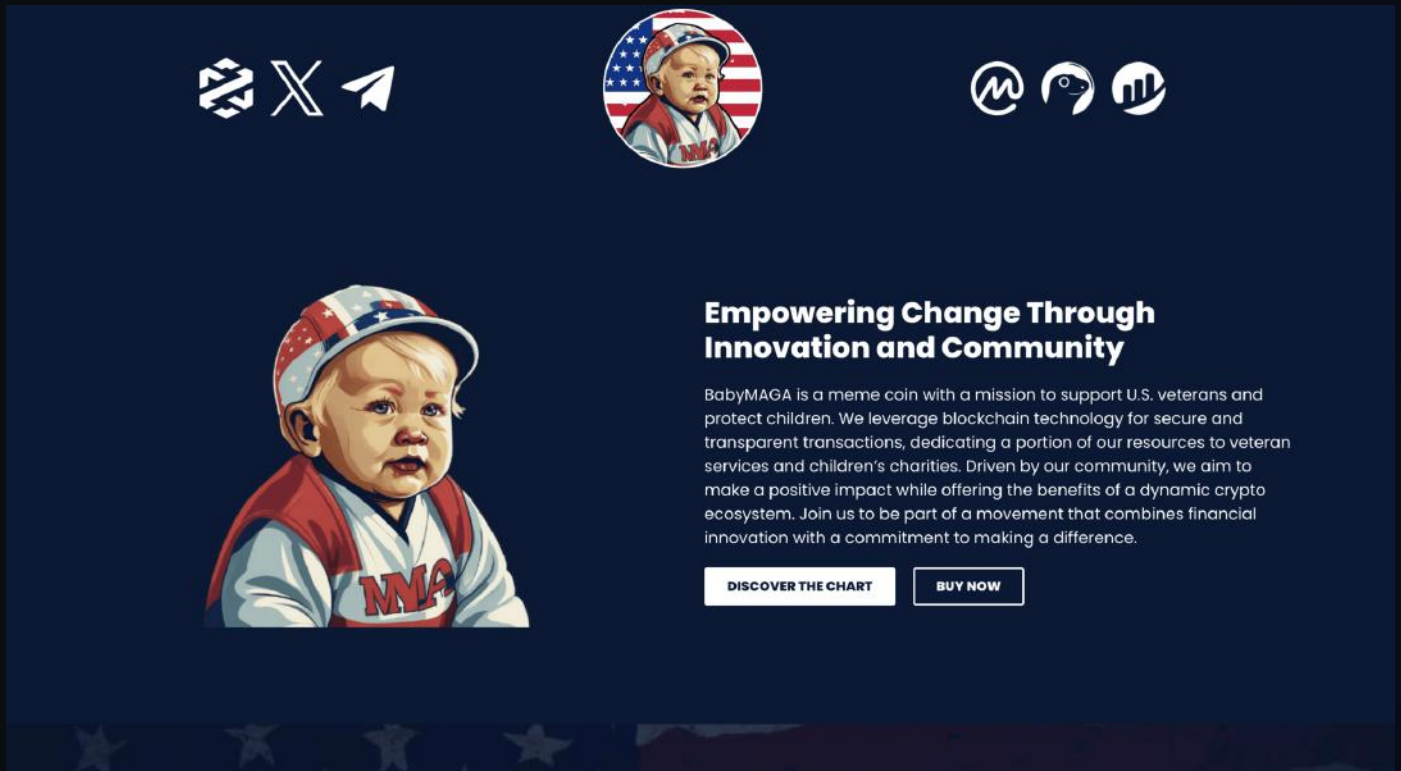 Empowering Change Through
Innovation and Community
BabyMAGA is a meme coin with a mission to support U.S. veterans and
protect children. We leverage blockchain technology for secure and
transparent transactions, dedicating a portion of our resources to veteran
services and children's charities. Driven by our community, we aim to
make a positive impact while offering the benefits of a dynamic crypto
ecosystem. Join us to be part of a movement that combines financial
innovation with a commitment to making a difference.
DISCOVER THE CHART
BUY NOW